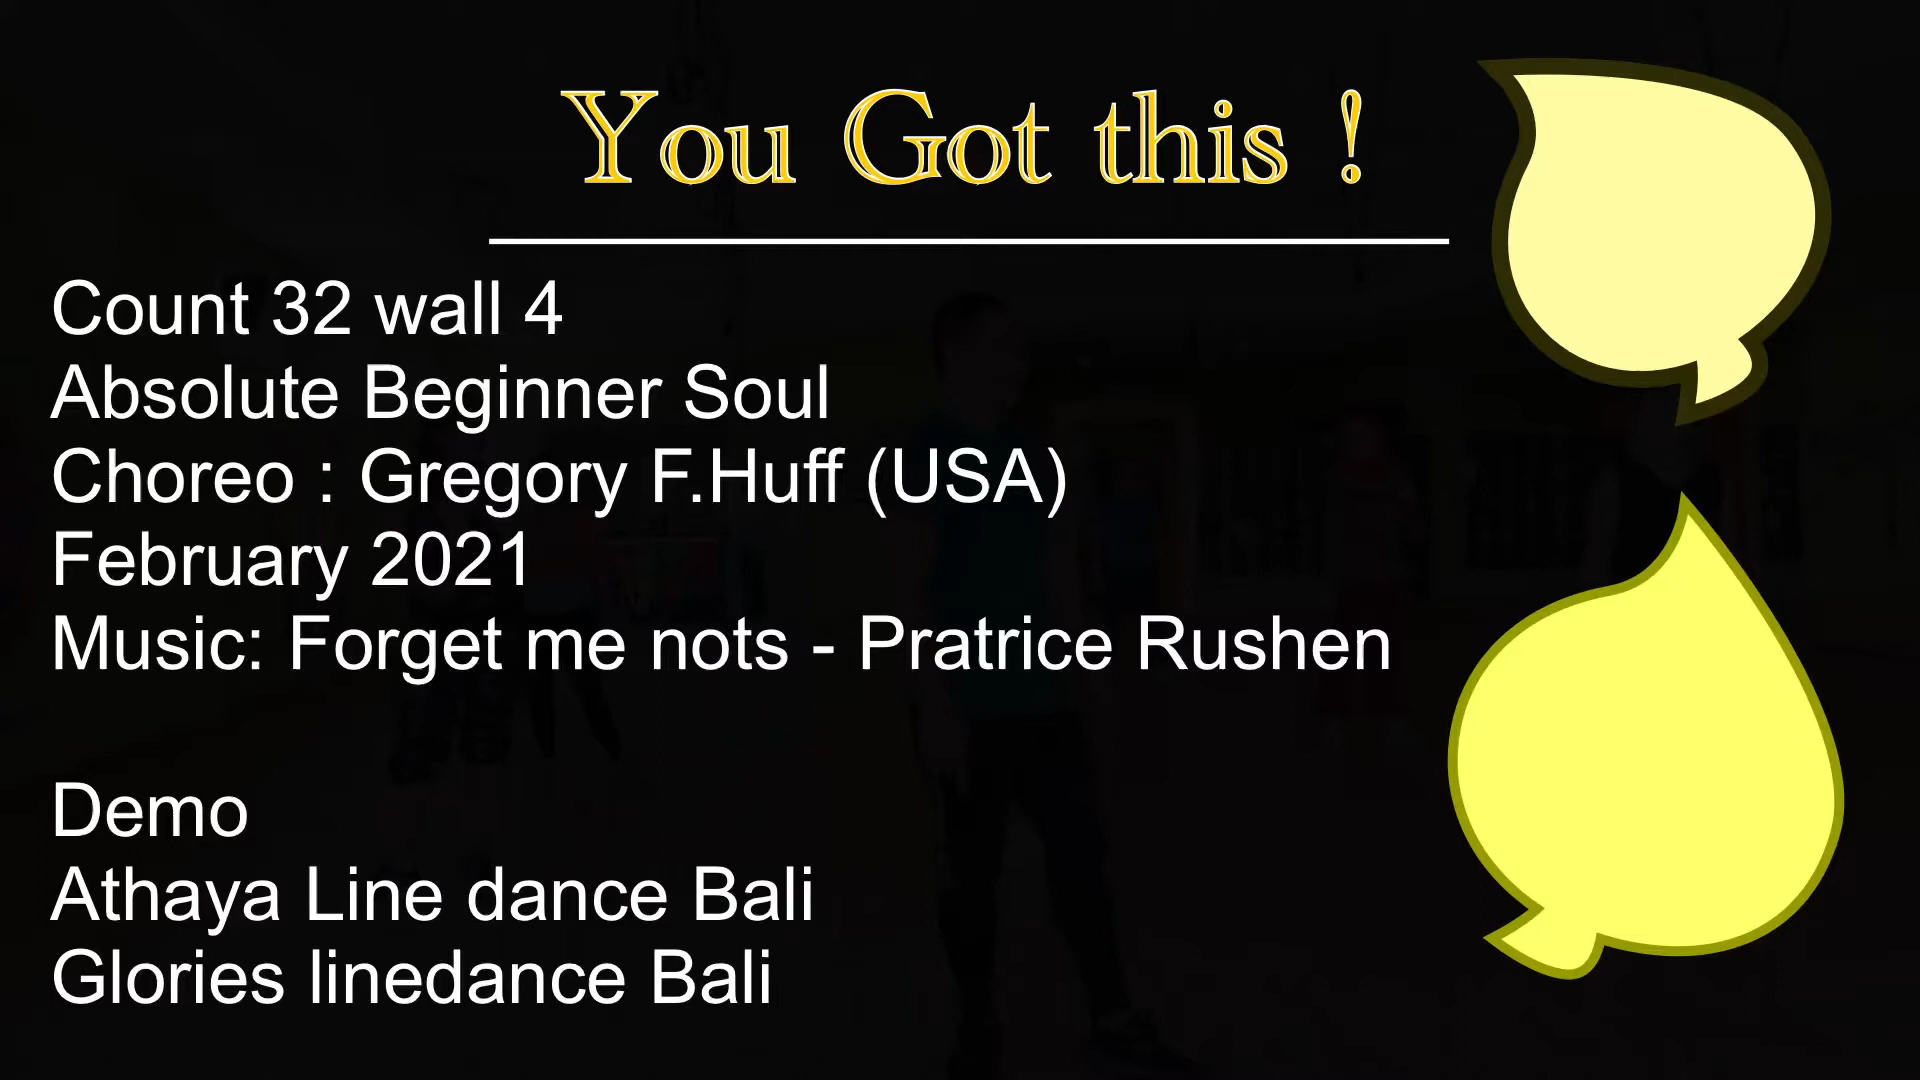 You Got this !
Count 32 wall 4
Absolute Beginner Soul
Choreo : Gregory F.Huff (USA)
February 2021
Music: Forget me nots - Pratrice Rushen
Demo
Athaya Line dance Bali
Glories linedance Bali